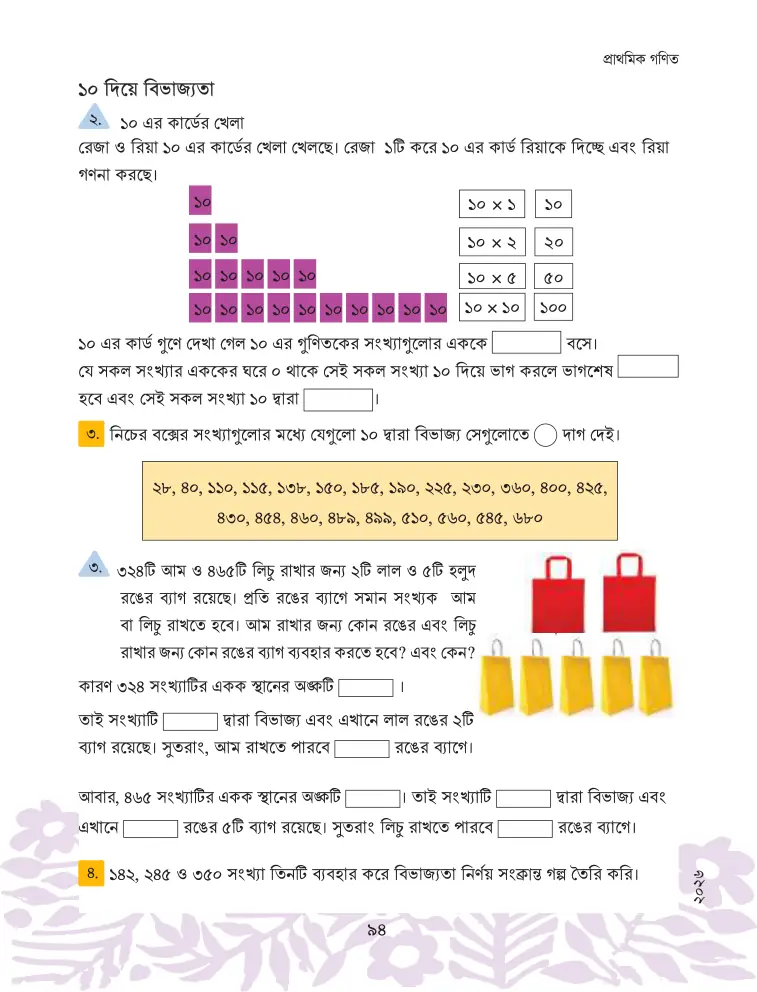 প্রাথমিক গণিত
১০ দিয়ে বিভাজ্যতা
২. ১০ এর কার্ডের খেলা
রেজা ও রিয়া ১০ এর কার্ডের খেলা খেলছে। রেজা ১টি করে ১০ এর কার্ড রিয়াকে দিচ্ছে এবং রিয়া
গণনা করছে।
১০ ১০ × ১ ১০
১০ ১০ ১০ × ২ ২০
১০ ১০ ১০ ১০ ১০ ১০ × ৫ ৫০
১০ ১০ ১০ ১০ ১০ ১০ ১০ ১০ ১০ ১০ ১০ × ১০ ১০০
১০ এর কার্ড গুণে দেখা গেল ১০ এর গুণিতকের সংখ্যাগুলোর এককে বসে।
যে সকল সংখ্যার এককের ঘরে ০ থাকে সেই সকল সংখ্যা ১০ দিয়ে ভাগ করলে ভাগশেষ
হবে এবং সেই সকল সংখ্যা ১০ দ্বারা ।
৩. নিচের বক্সের সংখ্যাগুলোর মধ্যে যেগুলো ১০ দ্বারা বিভাজ্য সেগুলোতে দাগ দেই।
২৮, ৪০, ১১০, ১১৫, ১৩৮, ১৫০, ১৮৫, ১৯০, ২২৫, ২৩০, ৩৬০, ৪০০, ৪২৫,
৪৩০, ৪৫৪, ৪৬০, ৪৮৯, ৪৯৯, ৫১০, ৫৬০, ৫৪৫, ৬৮০
৩. ৩২৪টি আম ও ৪৬৫টি লিচু রাখার জন্য ২টি লাল ও ৫টি হলুদ
রঙের ব্যাগ রয়েছে। প্রতি রঙের ব্যাগে সমান সংখ্যক আম
বা লিচু রাখতে হবে। আম রাখার জন্য কোন রঙের এবং লিচু
রাখার জন্য কোন রঙের ব্যাগ ব্যবহার করতে হবে? এবং কেন?
কারণ ৩২৪ সংখ্যাটির একক স্থানের অঙ্কটি ।
তাই সংখ্যাটি দ্বারা বিভাজ্য এবং এখানে লাল রঙের ২টি
ব্যাগ রয়েছে। সুতরাং, আম রাখতে পারবে রঙের ব্যাগে।
আবার, ৪৬৫ সংখ্যাটির একক স্থানের অঙ্কটি । তাই সংখ্যাটি দ্বারা বিভাজ্য এবং
এখানে রঙের ৫টি ব্যাগ রয়েছে। সুতরাং লিচু রাখতে পারবে রঙের ব্যাগে।
৪. ১৪২, ২৪৫ ও ৩৫০ সংখ্যা তিনটি ব্যবহার করে বিভাজ্যতা নির্ণয় সংক্রান্ত গল্প তৈরি করি।
২০২৬
৯৪